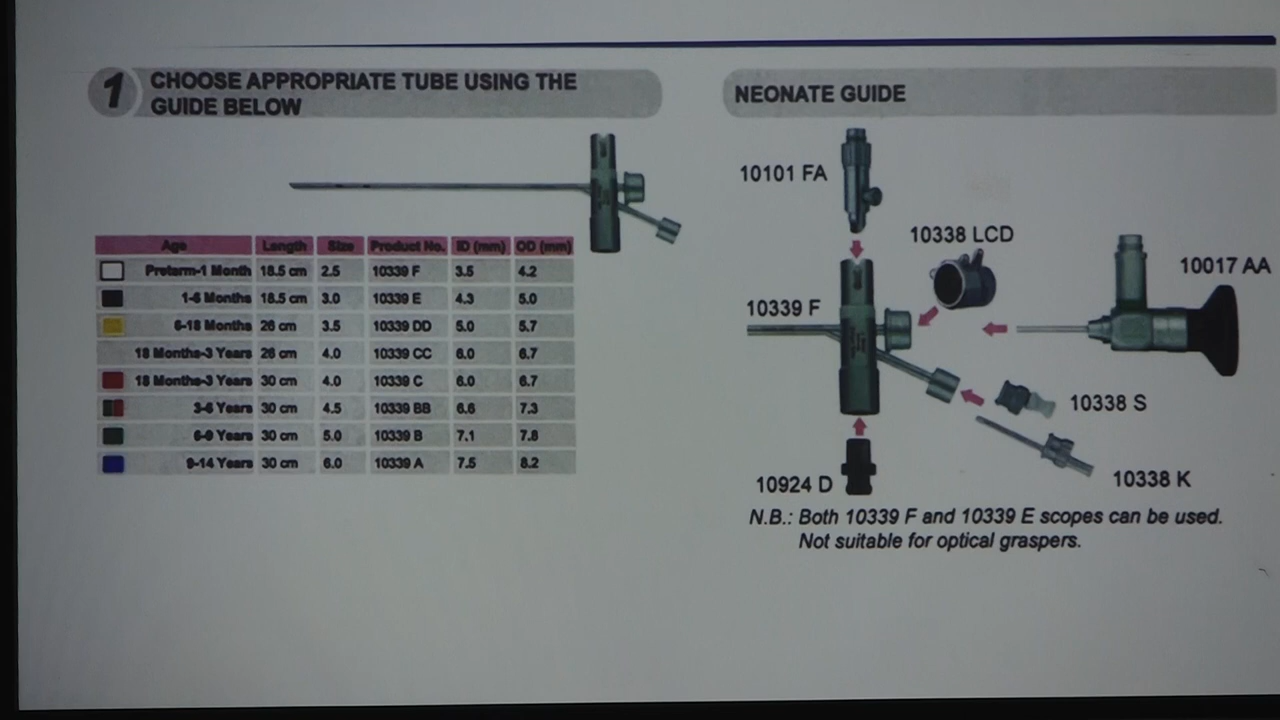 1 CHOOSE APPROPRIATE TUBE USING THE
GUIDE BELOW
Age Length Size Product No. ID (mm) OD (mm)
Preterm-1 Month 18.5 cm 2.5 10339 F 3.5 4.2
1-6 Months 18.5 cm 3.0 10339 E 4.3 5.0
6-18 Months 26 cm 3.5 10339 DD 5.0 5.7
18 Months-3 Years 26 cm 4.0 10339 CC 6.0 6.7
18 Months-3 Years 30 cm 4.0 10339 C 6.0 6.7
3-6 Years 30 cm 4.5 10339 BB 6.6 7.3
6-9 Years 30 cm 5.0 10339 B 7.1 7.8
9-14 Years 30 cm 6.0 10339 A 7.5 8.2
NEONATE GUIDE
10101 FA
10338 LCD
10017 AA
10339 F
10338 S
10338 K
10924 D
N.B.: Both 10339 F and 10339 E scopes can be used.
Not suitable for optical graspers.